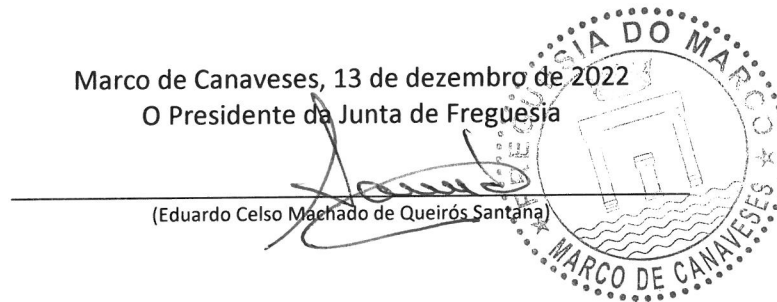 Marco de Canaveses, 13 de dezembro de 2022
O Presidente da Junta de Freguesia
(Eduardo Celso Machado de Queirós Santana)
FREGUESIA DO MARCO
MARCO DE CANAVESES